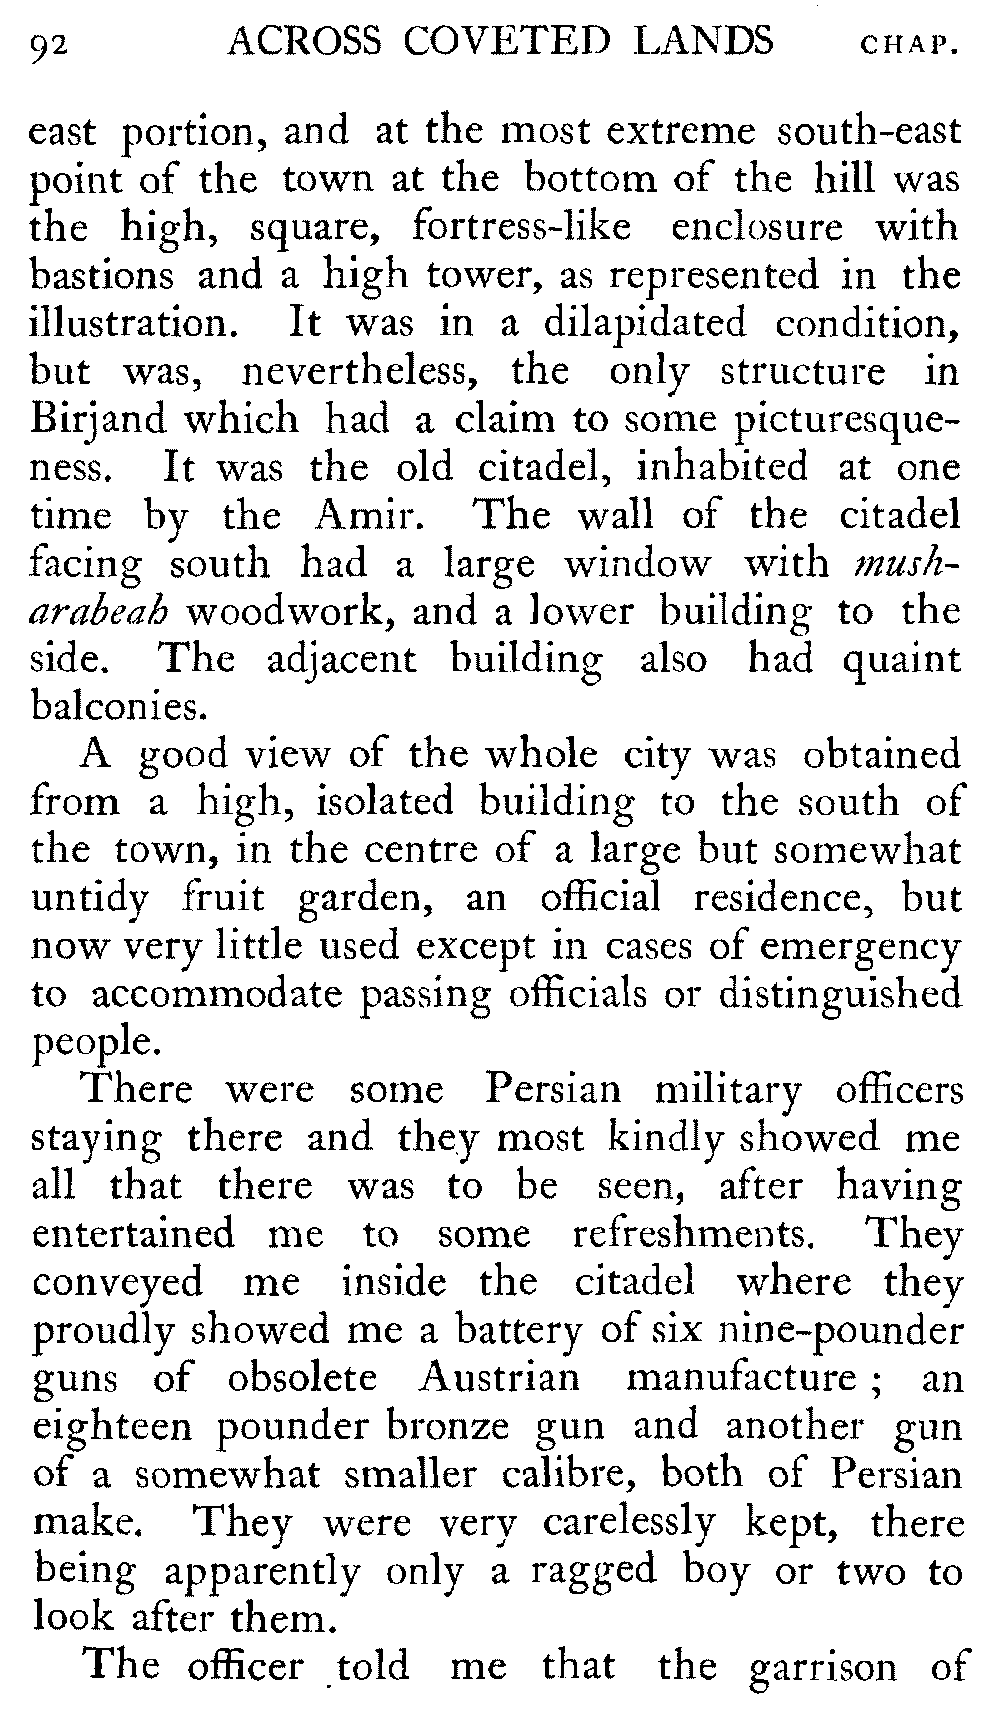 92 ACROSS COVETED LANDS CHAP.
east portion, and at the most extreme south-east
point of the town at the bottom of the hill was
the high, square, fortress-like enclosure with
bastions and a high tower, as represented in the
illustration. It was in a dilapidated condition,
but was, nevertheless, the only structure in
Birjand which had a claim to some picturesque-
ness. It was the old citadel, inhabited at one
time by the Amir. The wall of the citadel
facing south had a large window with mush-
arabeah woodwork, and a lower building to the
side. The adjacent building also had quaint
balconies.
A good view of the whole city was obtained
from a high, isolated building to the south of
the town, in the centre of a large but somewhat
untidy fruit garden, an official residence, but
now very little used except in cases of emergency
to accommodate passing officials or distinguished
people.
There were some Persian military officers
staying there and they most kindly showed me
all that there was to be seen, after having
entertained me to some refreshments. They
conveyed me inside the citadel where they
proudly showed me a battery of six nine-pounder
guns of obsolete Austrian manufacture ; an
eighteen pounder bronze gun and another gun
of a somewhat smaller calibre, both of Persian
make. They were very carelessly kept, there
being apparently only a ragged boy or two to
look after them.
The officer told me that the garrison of